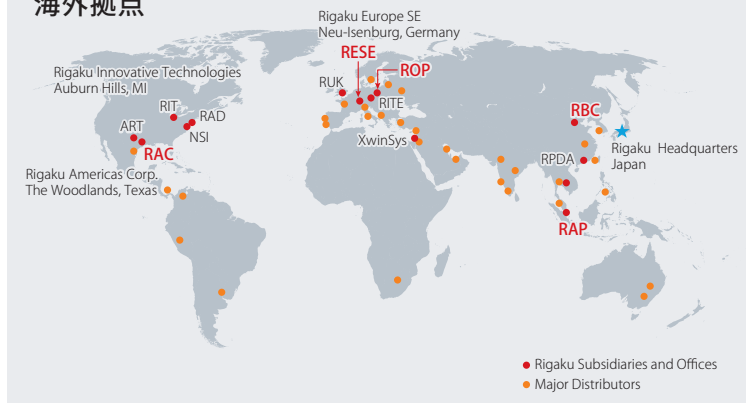 海外拠点
Rigaku Europe SE
Neu-Isenburg, Germany
RESE
ROP
Rigaku Innovative Technologies
Auburn Hills, MI
RUK
RIT
RAD
RITE
RBC
ART
NSI
RAC
XwinSys
RPDA
Rigaku Headquarters
Japan
Rigaku Americas Corp.
The Woodlands, Texas
RAP
Rigaku Subsidiaries and Offices
Major Distributors